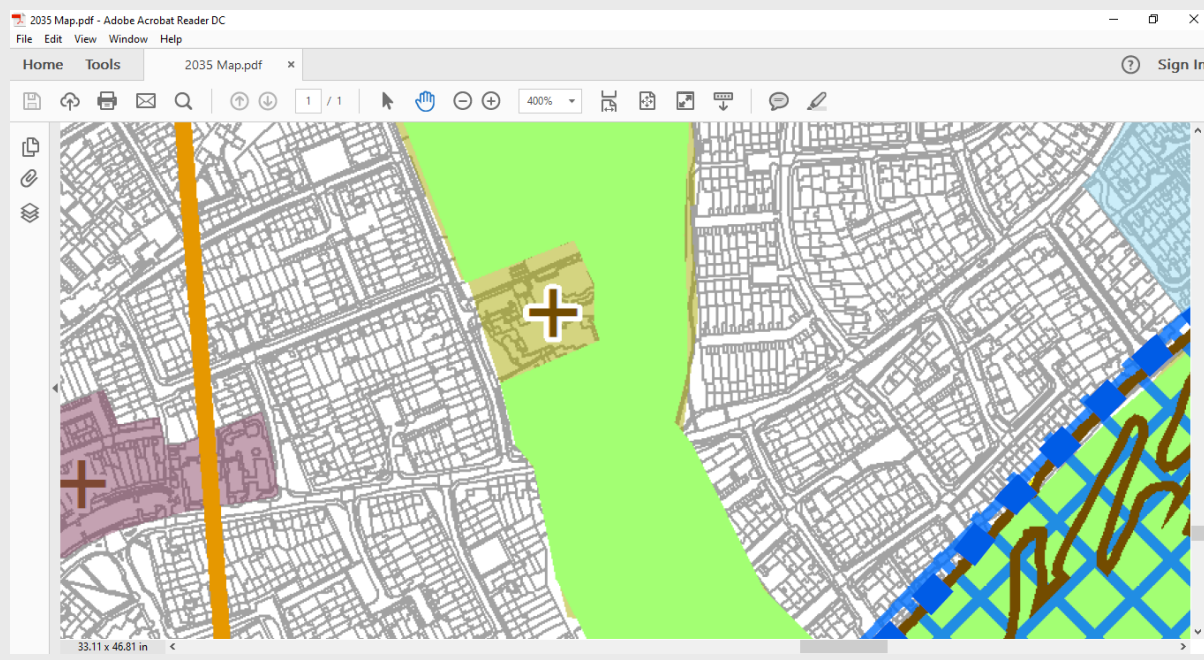 2035 Map.pdf - Adobe Acrobat Reader DC
File Edit View Window Help
Home Tools 2035 Map.pdf × Sign In
1 / 1 400%
33.11 x 46.81 in